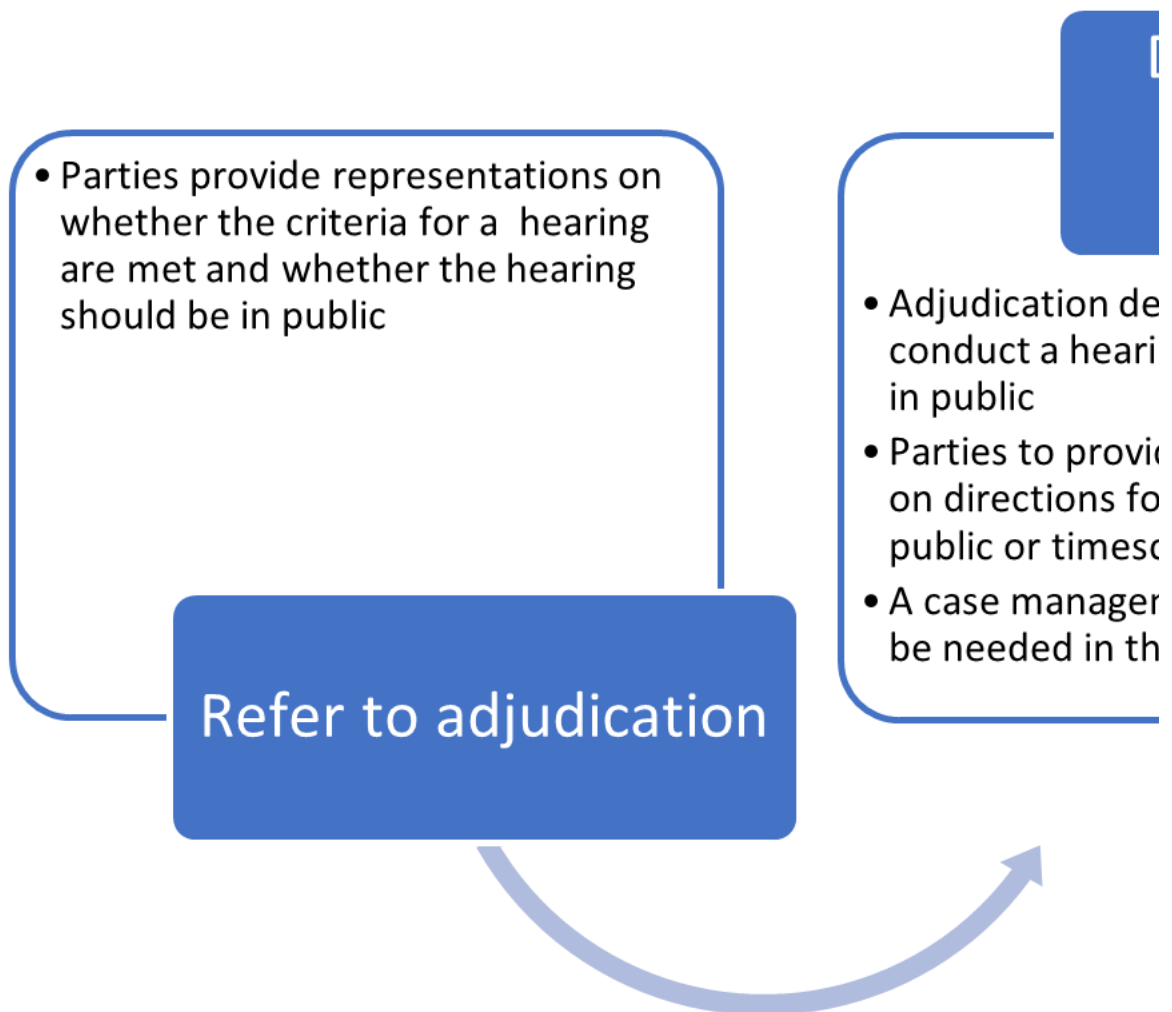 • Parties provide representations on
whether the criteria for a hearing
are met and whether the hearing
should be in public
Refer to adjudication
• Adjudication
conduct a
in public
• Parties to
on directions
public or
• A case
be needed in